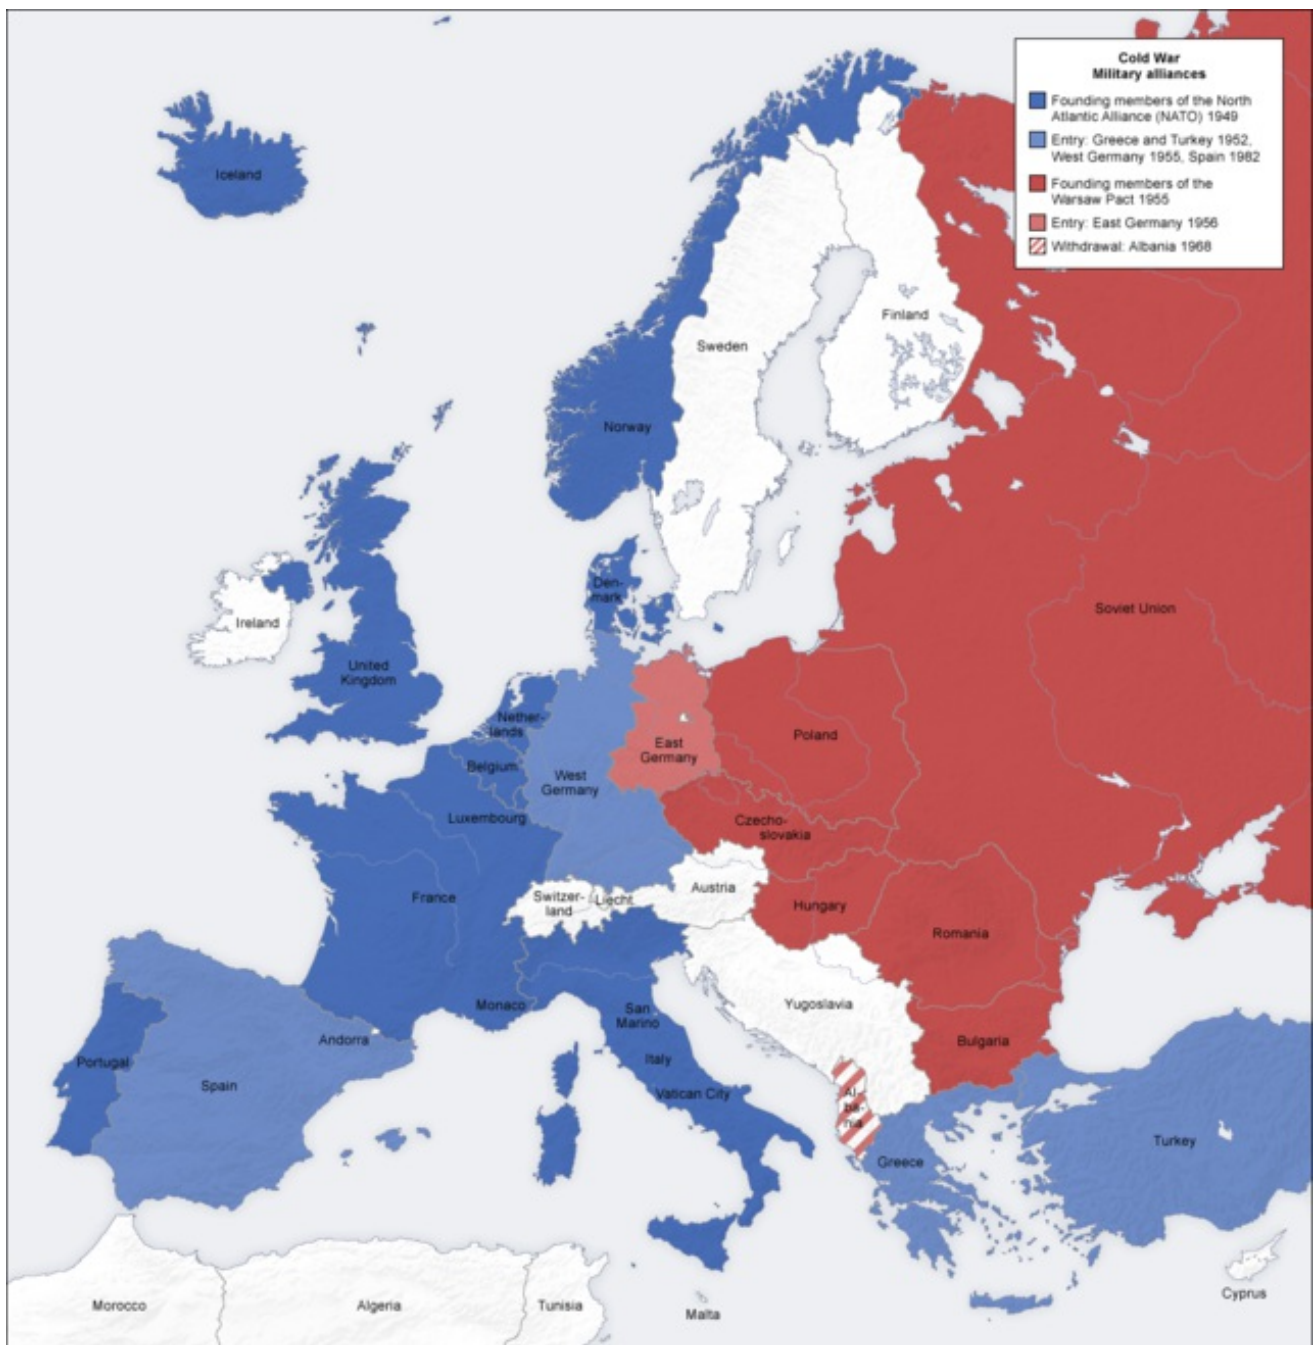 Cold War
Military alliances
Founding members of the North
Atlantic Alliance (NATO) 1949
Entry: Greece and Turkey 1952,
West Germany 1955, Spain 1982
Founding members of the
Warsaw Pact 1955
Entry: East Germany 1956
Withdrawal: Albania 1968
Iceland
Finland
Sweden
Norway
Den-
mark
Soviet Union
Ireland
United
Kingdom
Nether-
lands
Belgium
East
Germany
Poland
West
Germany
Luxembourg
Czecho-
slovakia
Austria
France
Switzer-
land
Liecht.
Hungary
Romania
Monaco
San
Marino
Yugoslavia
Andorra
Bulgaria
Portugal
Spain
Italy
Vatican City
Al-
ba-
nia
Greece
Turkey
Morocco
Algeria
Tunisia
Malta
Cyprus